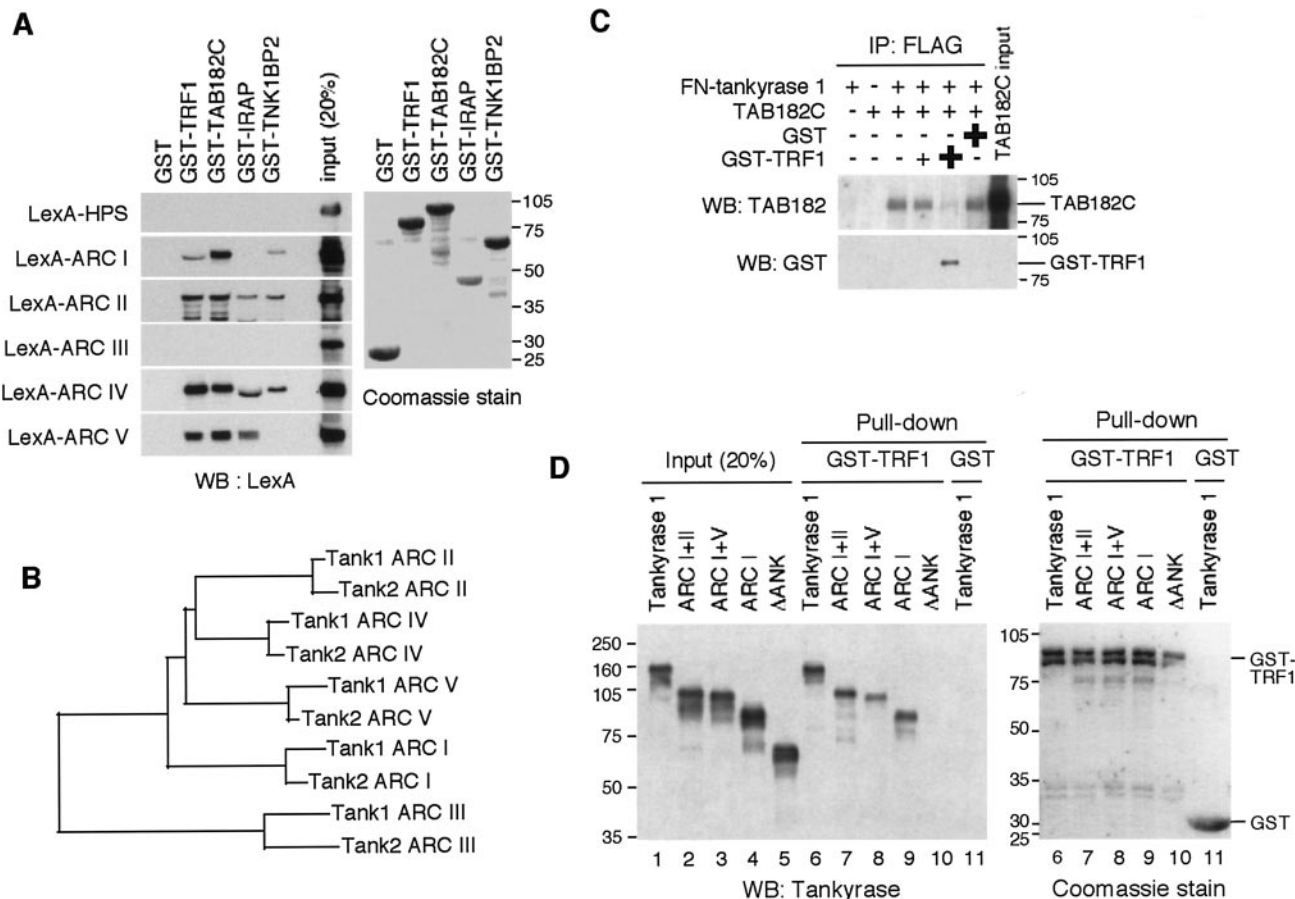 A
GST
GST-TRF1
GST-TAB182C
GST-IRAP
GST-TNK1BP2
input (20%)
LexA-HPS
LexA-ARC I
LexA-ARC II
LexA-ARC III
LexA-ARC IV
LexA-ARC V
WB : LexA
GST
GST-TRF1
GST-TAB182C
GST-IRAP
GST-TNK1BP2
105
75
50
35
30
25
Coomassie stain
B
Tank1 ARC II
Tank2 ARC II
Tank1 ARC IV
Tank2 ARC IV
Tank1 ARC V
Tank2 ARC V
Tank1 ARC I
Tank2 ARC I
Tank1 ARC III
Tank2 ARC III
C
IP: FLAG
TAB182C input
FN-tankyrase 1 + - + + + +
TAB182C - + + + + +
GST - - - - - +
GST-TRF1 - - - + + -
WB: TAB182
105
TAB182C
75
WB: GST
105
GST-TRF1
75
D
Pull-down
Input (20%) GST-TRF1 GST
Tankyrase 1
ARC I+II
ARC I+V
ARC I
ΔANK
Tankyrase 1
ARC I+II
ARC I+V
ARC I
ΔANK
Tankyrase 1
250
160
105
75
50
35
1 2 3 4 5 6 7 8 9 10 11
WB: Tankyrase
Pull-down
GST-TRF1 GST
Tankyrase 1
ARC I+II
ARC I+V
ARC I
ΔANK
Tankyrase 1
105
75
50
35
30
25
GST-
TRF1
GST
6 7 8 9 10 11
Coomassie stain